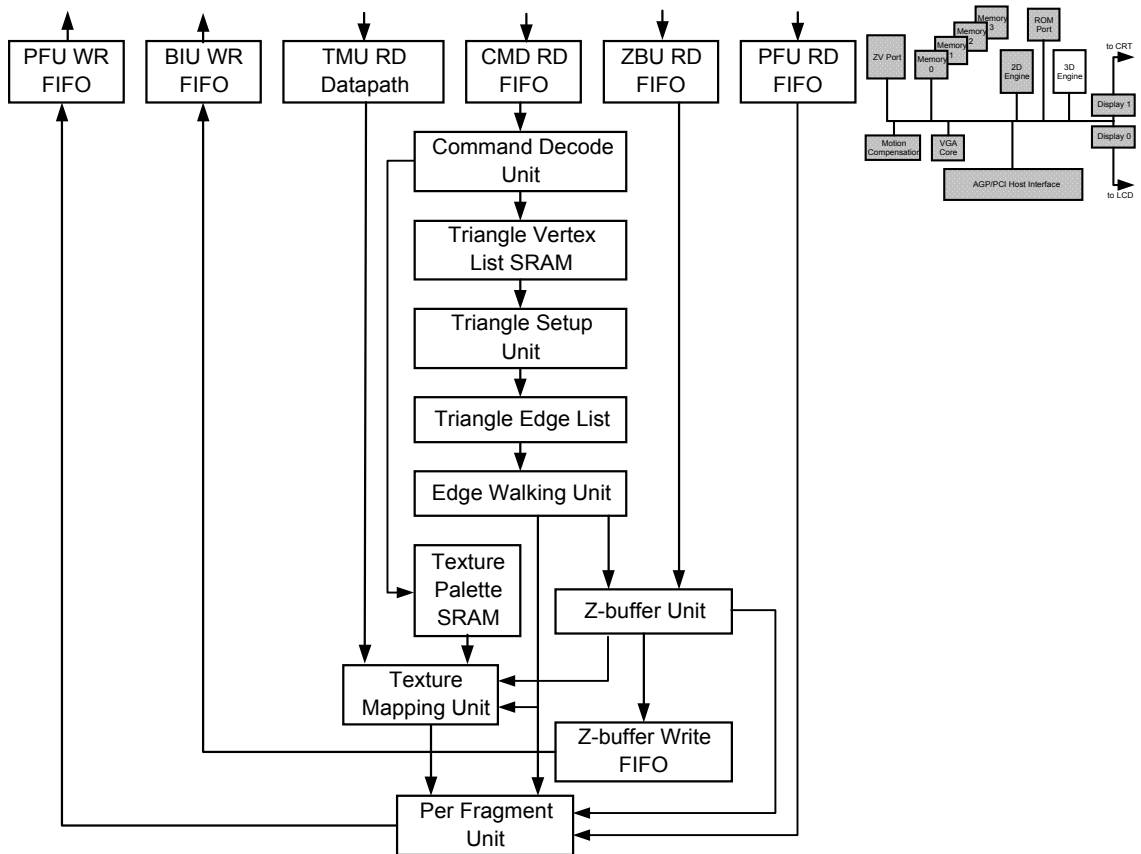 PFU WR
FIFO
BIU WR
FIFO
TMU RD
Datapath
CMD RD
FIFO
ZBU RD
FIFO
PFU RD
FIFO
Command Decode
Unit
Triangle Vertex
List SRAM
Triangle Setup
Unit
Triangle Edge List
Edge Walking Unit
Texture
Palette
SRAM
Z-buffer Unit
Texture
Mapping Unit
Z-buffer Write
FIFO
Per Fragment
Unit
ZV Port
Memory
0
Memory
1
Memory
2
Memory
3
2D
Engine
ROM
Port
3D
Engine
to CRT
Display 1
Display 0
to LCD
Motion
Compensation
VGA
Core
AGP/PCI Host Interface